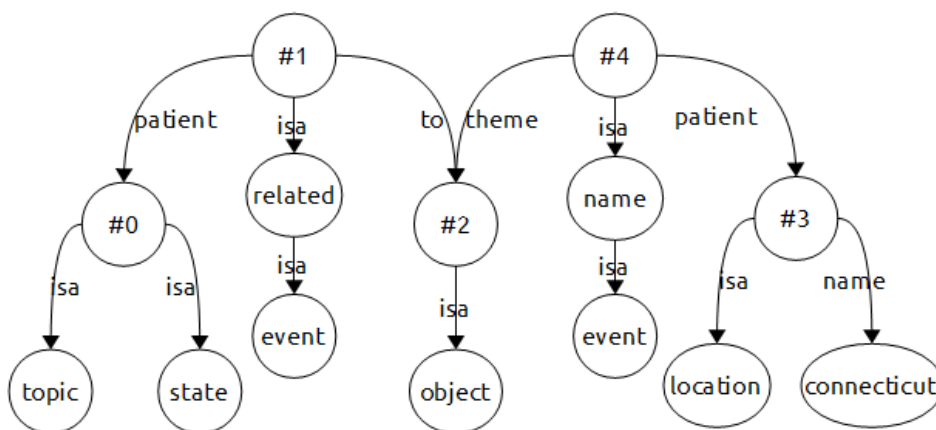 #1 #4
patient isa to theme isa patient
related name
#0 #2 #3
isa isa isa isa isa name
isa
event event
topic state object location connecticut